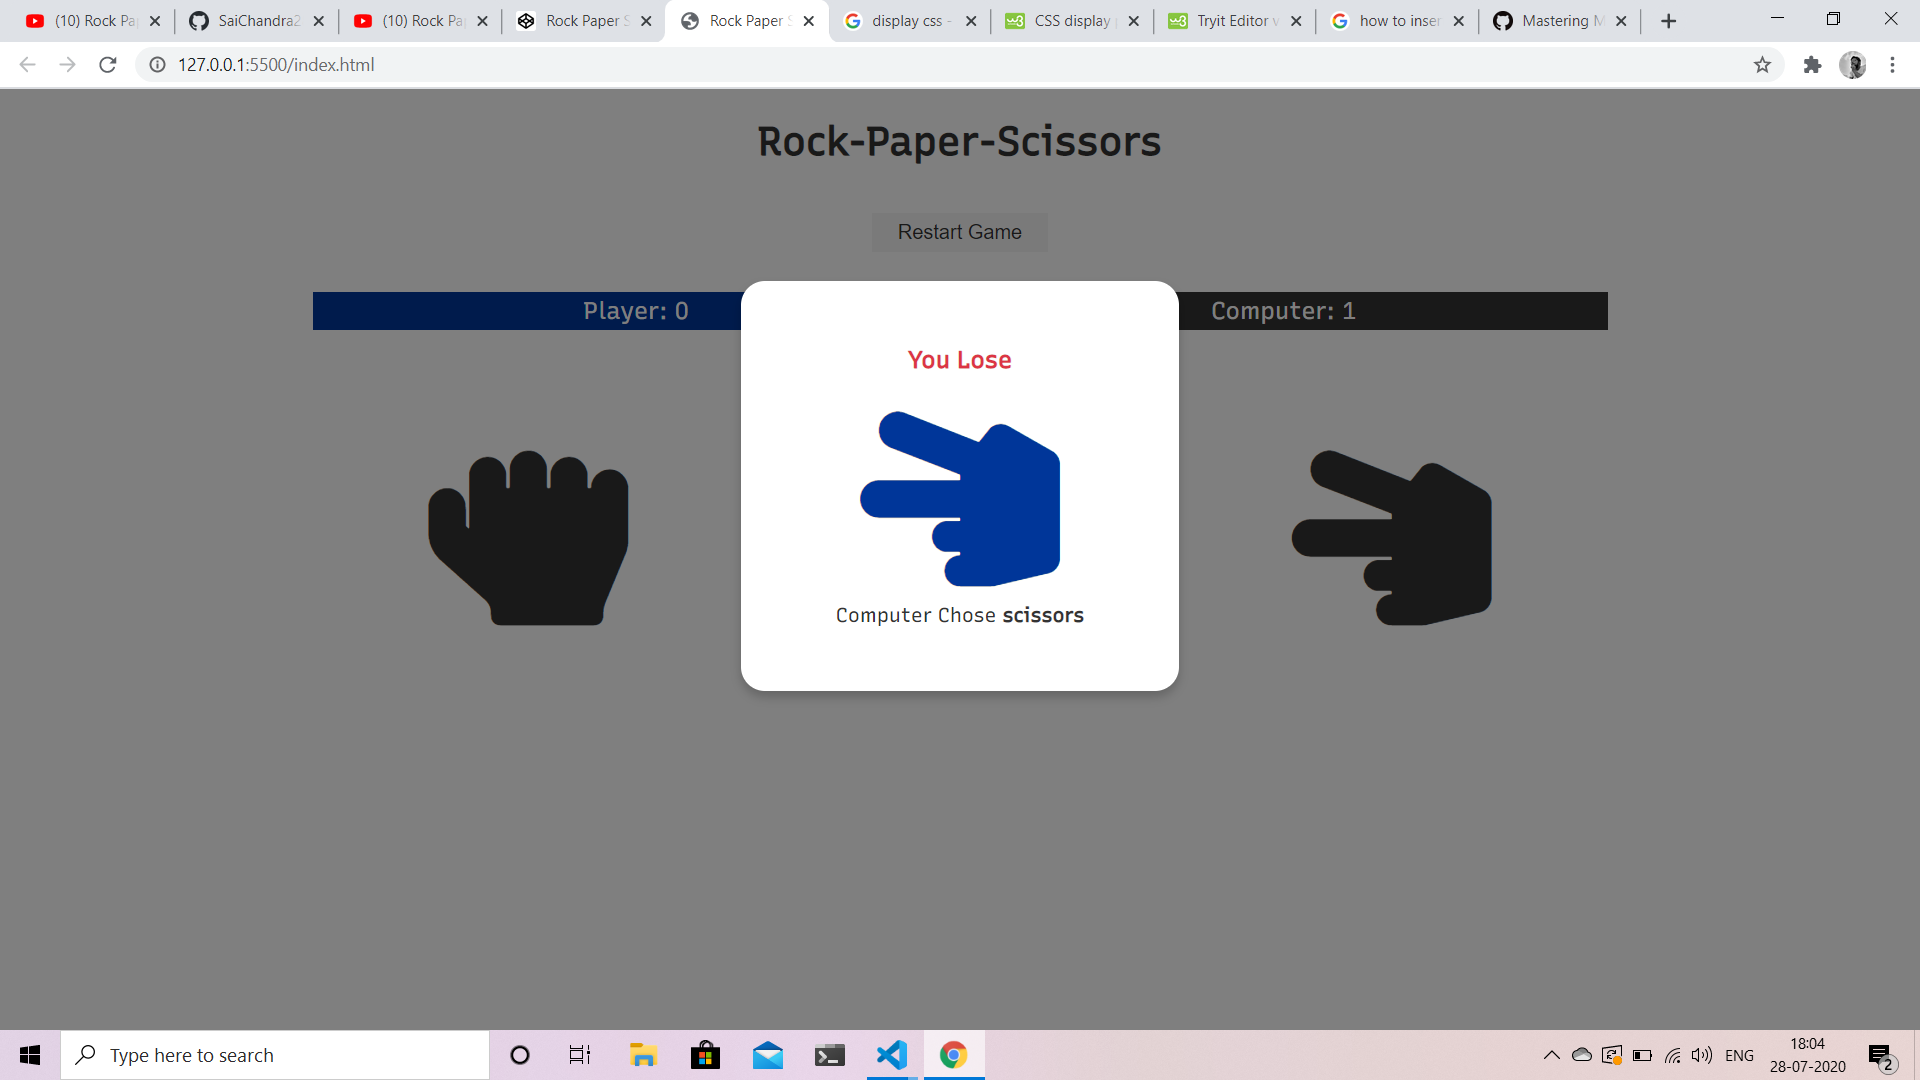 (10) Rock Pa
SaiChandra2
(10) Rock Pa
Rock Paper S
Rock Paper S
display css -
CSS display p
Tryit Editor v
how to inser
Mastering M
127.0.0.1:5500/index.html
Rock-Paper-Scissors
Restart Game
Player: 0
Computer: 1
You Lose
Computer Chose scissors
Type here to search
ENG
18:04
28-07-2020
2